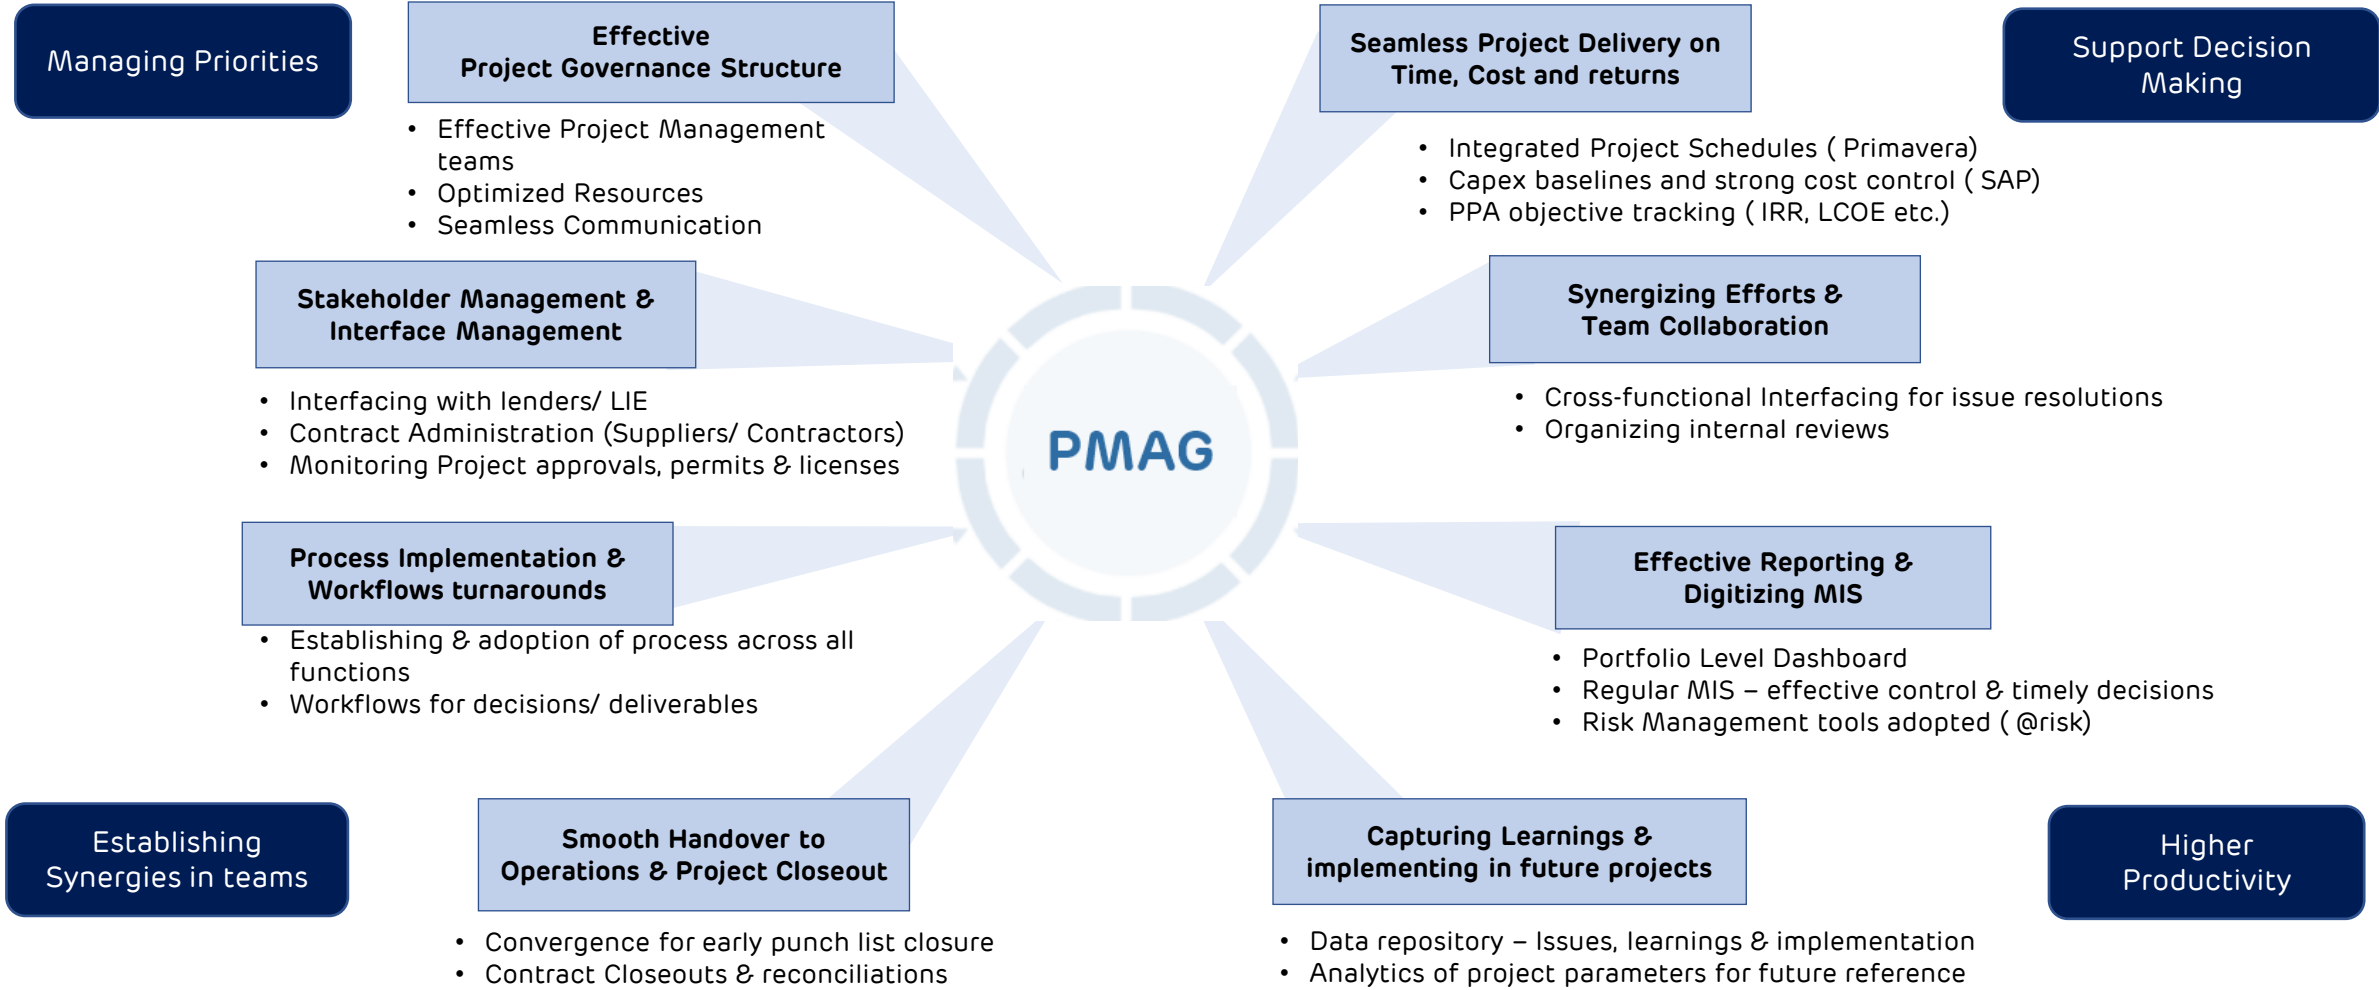 Managing Priorities
Effective
Project Governance Structure
• Effective Project Management
teams
• Optimized Resources
• Seamless Communication
Seamless Project Delivery on
Time, Cost and returns
• Integrated Project Schedules ( Primavera)
• Capex baselines and strong cost control ( SAP)
• PPA objective tracking ( IRR, LCOE etc.)
Support Decision
Making
Stakeholder Management &
Interface Management
• Interfacing with lenders/ LIE
• Contract Administration (Suppliers/ Contractors)
• Monitoring Project approvals, permits & licenses
Synergizing Efforts &
Team Collaboration
• Cross-functional Interfacing for issue resolutions
• Organizing internal reviews
PMAG
Process Implementation &
Workflows turnarounds
• Establishing & adoption of process across all
functions
• Workflows for decisions/ deliverables
Effective Reporting &
Digitizing MIS
• Portfolio Level Dashboard
• Regular MIS – effective control & timely decisions
• Risk Management tools adopted ( @risk)
Establishing
Synergies in teams
Smooth Handover to
Operations & Project Closeout
• Convergence for early punch list closure
• Contract Closeouts & reconciliations
Capturing Learnings &
implementing in future projects
• Data repository – Issues, learnings & implementation
• Analytics of project parameters for future reference
Higher
Productivity